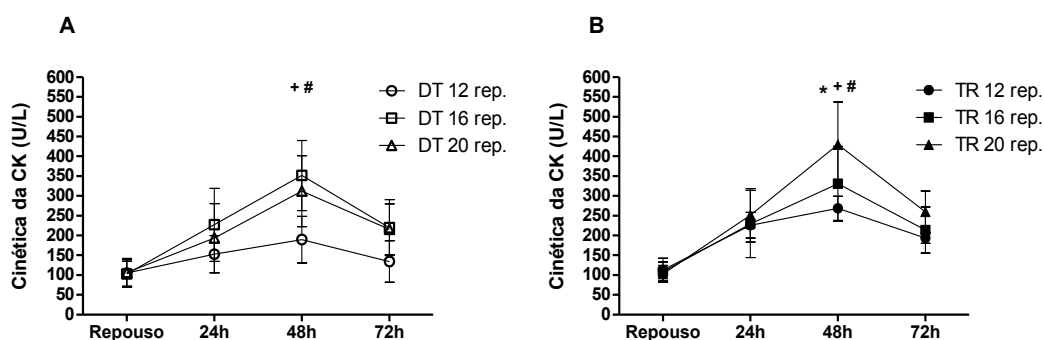 A
Cinética da CK (U/L)
600
550
500
450
400
350
300
250
200
150
100
50
0
+ #
DT 12 rep.
DT 16 rep.
DT 20 rep.
Repouso 24h 48h 72h
B
Cinética da CK (U/L)
600
550
500
450
400
350
300
250
200
150
100
50
0
* + #
TR 12 rep.
TR 16 rep.
TR 20 rep.
Repouso 24h 48h 72h